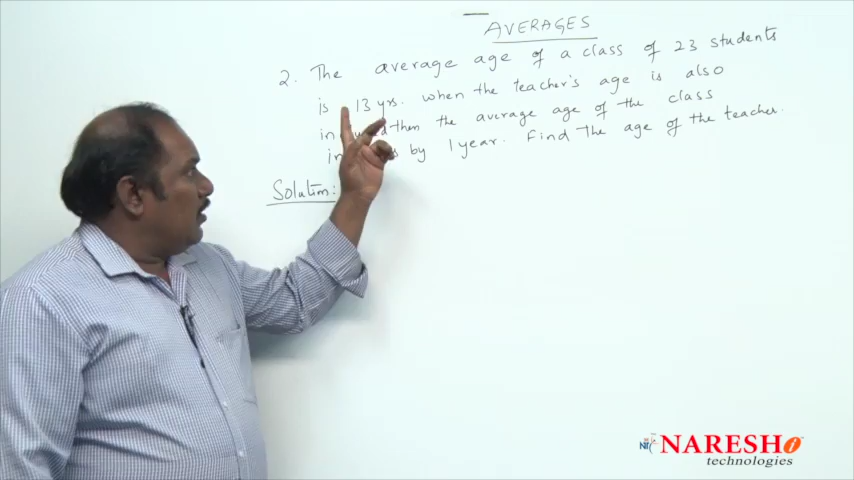 AVERAGES
2. The average age of a class of 23 students
is 13 yrs. when the teacher's age is also
then the average age of the class
by 1 year. Find the age of the teacher.
Solution:
NARESHi
technologies